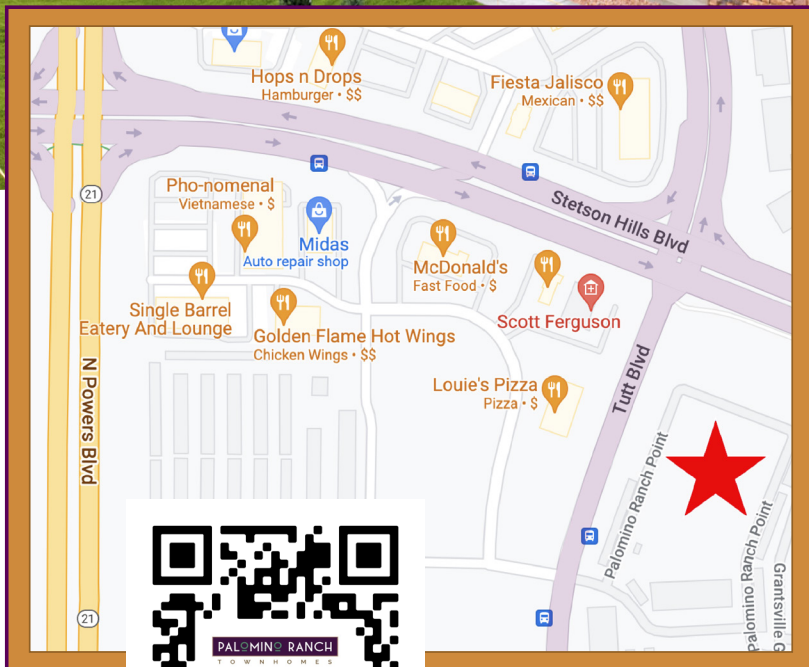 Hops n Drops
Hamburger • $$
Fiesta Jalisco
Mexican • $$
21
Pho-nomenal
Vietnamese • $
Stetson Hills Blvd
Midas
Auto repair shop
McDonald's
Fast Food • $
Single Barrel
Eatery And Lounge
Golden Flame Hot Wings
Chicken Wings • $$
Scott Ferguson
N Powers Blvd
Louie's Pizza
Pizza • $
Tutt Blvd
Palomino Ranch Point
Palomino Ranch Point
Grantsville G
21
PALOMINO RANCH
TOWNHOMES